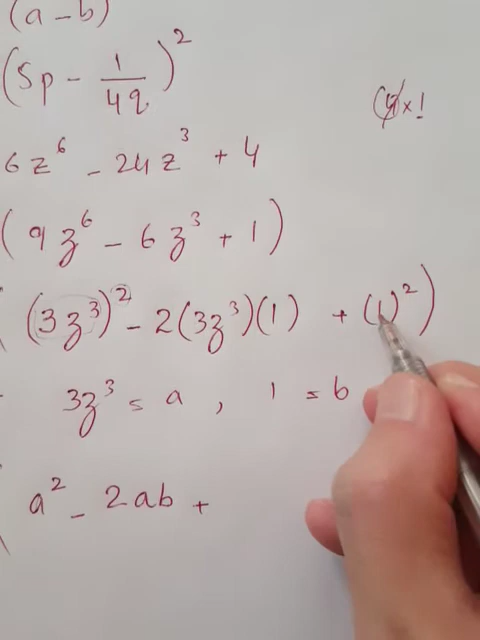 (a - b)
(5p - 1/4q)²
6z⁶ - 24z³ + 4
(9z⁶ - 6z³ + 1)
((3z³)² - 2(3z³)(1) + (1)²)
3z³ = a , 1 = b
(a² - 2ab +